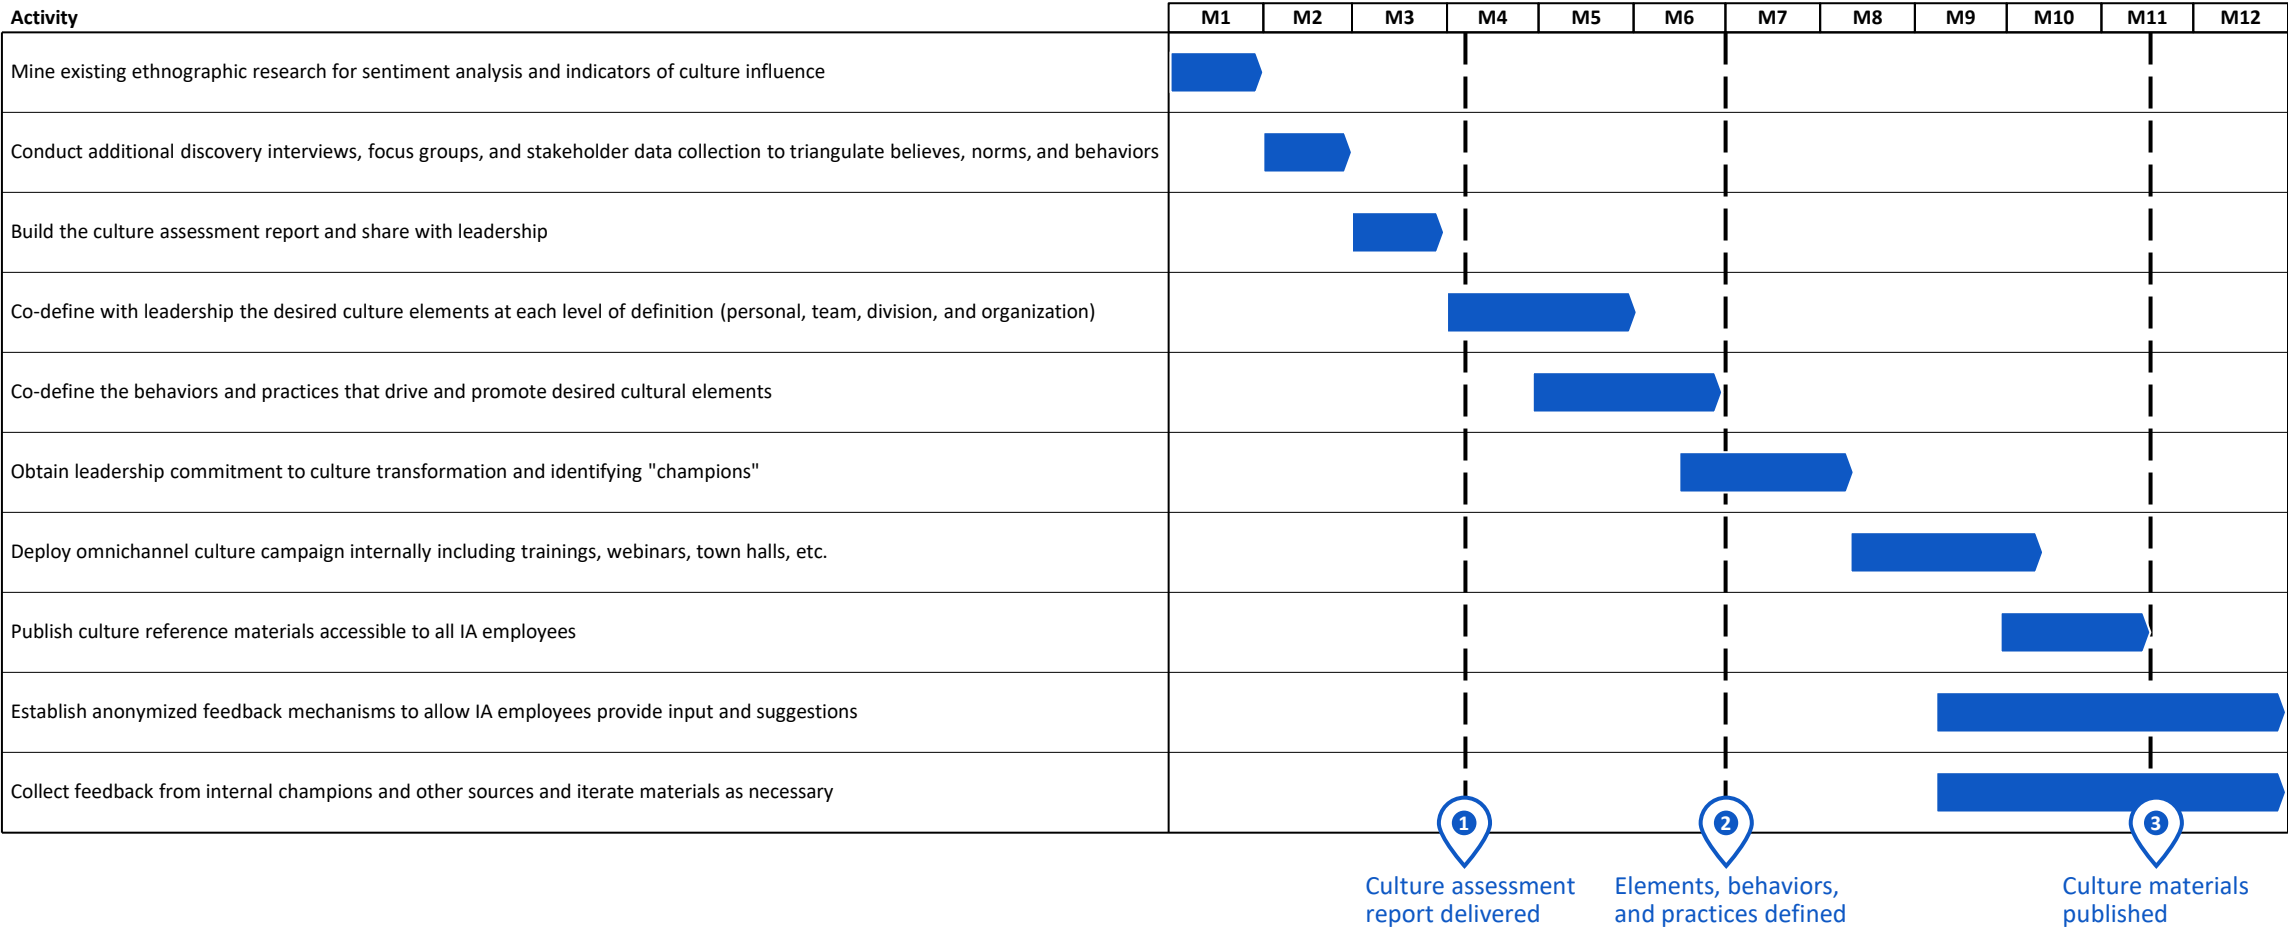 Activity M1 M2 M3 M4 M5 M6 M7 M8 M9 M10 M11 M12
Mine existing ethnographic research for sentiment analysis and indicators of culture influence
Conduct additional discovery interviews, focus groups, and stakeholder data collection to triangulate believes, norms, and behaviors
Build the culture assessment report and share with leadership
Co-define with leadership the desired culture elements at each level of definition (personal, team, division, and organization)
Co-define the behaviors and practices that drive and promote desired cultural elements
Obtain leadership commitment to culture transformation and identifying "champions"
Deploy omnichannel culture campaign internally including trainings, webinars, town halls, etc.
Publish culture reference materials accessible to all IA employees
Establish anonymized feedback mechanisms to allow IA employees provide input and suggestions
Collect feedback from internal champions and other sources and iterate materials as necessary
1 2 3
Culture assessment
report delivered
Elements, behaviors,
and practices defined
Culture materials
published